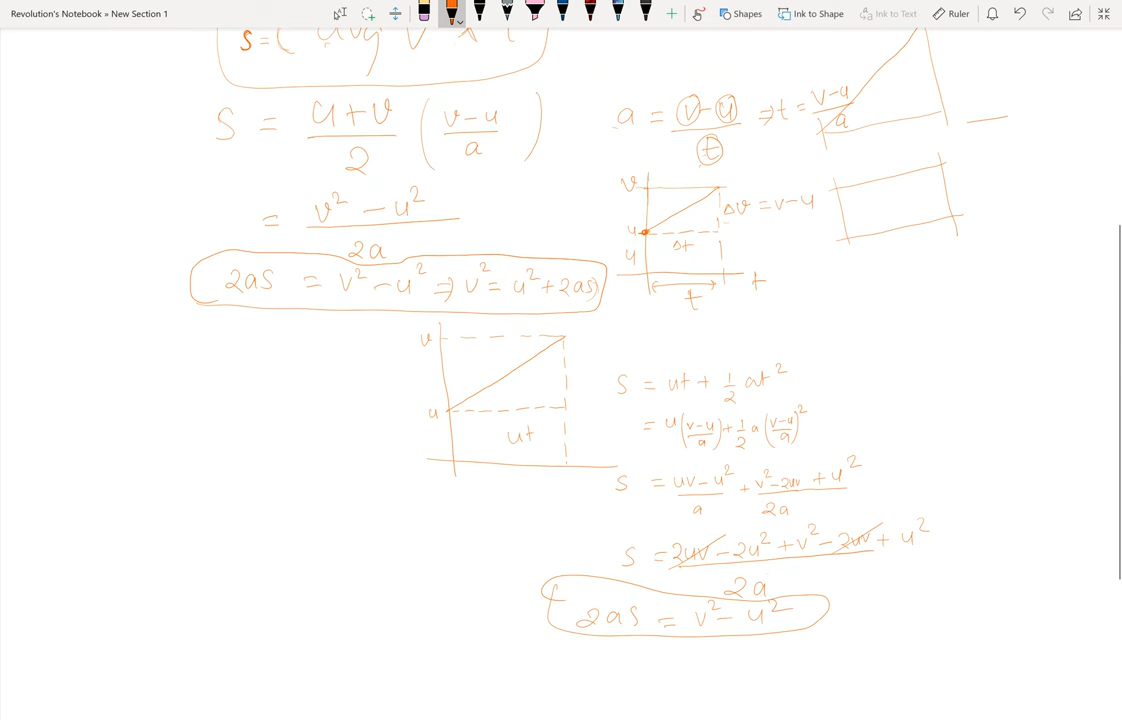 Revolution's Notebook » New Section 1
Shapes
Ink to Shape
Ink to Text
Ruler
S = ( avg V × t
S = u+v/2 (v-u/a)
= v² - u²/2a
2as = v² - u² ⇒ v² = u² + 2as)
a = v-u/t ⇒ t = v-u/a
v
Δv = v-u
u
Δt
u
t
t
v
u
ut
S = ut + 1/2 at²
= u(v-u/a) + 1/2 a (v-u/a)²
S = uv - u²/a + v² - 2uv + u²/2a
S = 2uv - 2u² + v² - 2uv + u²/2a
2as = v² - u²